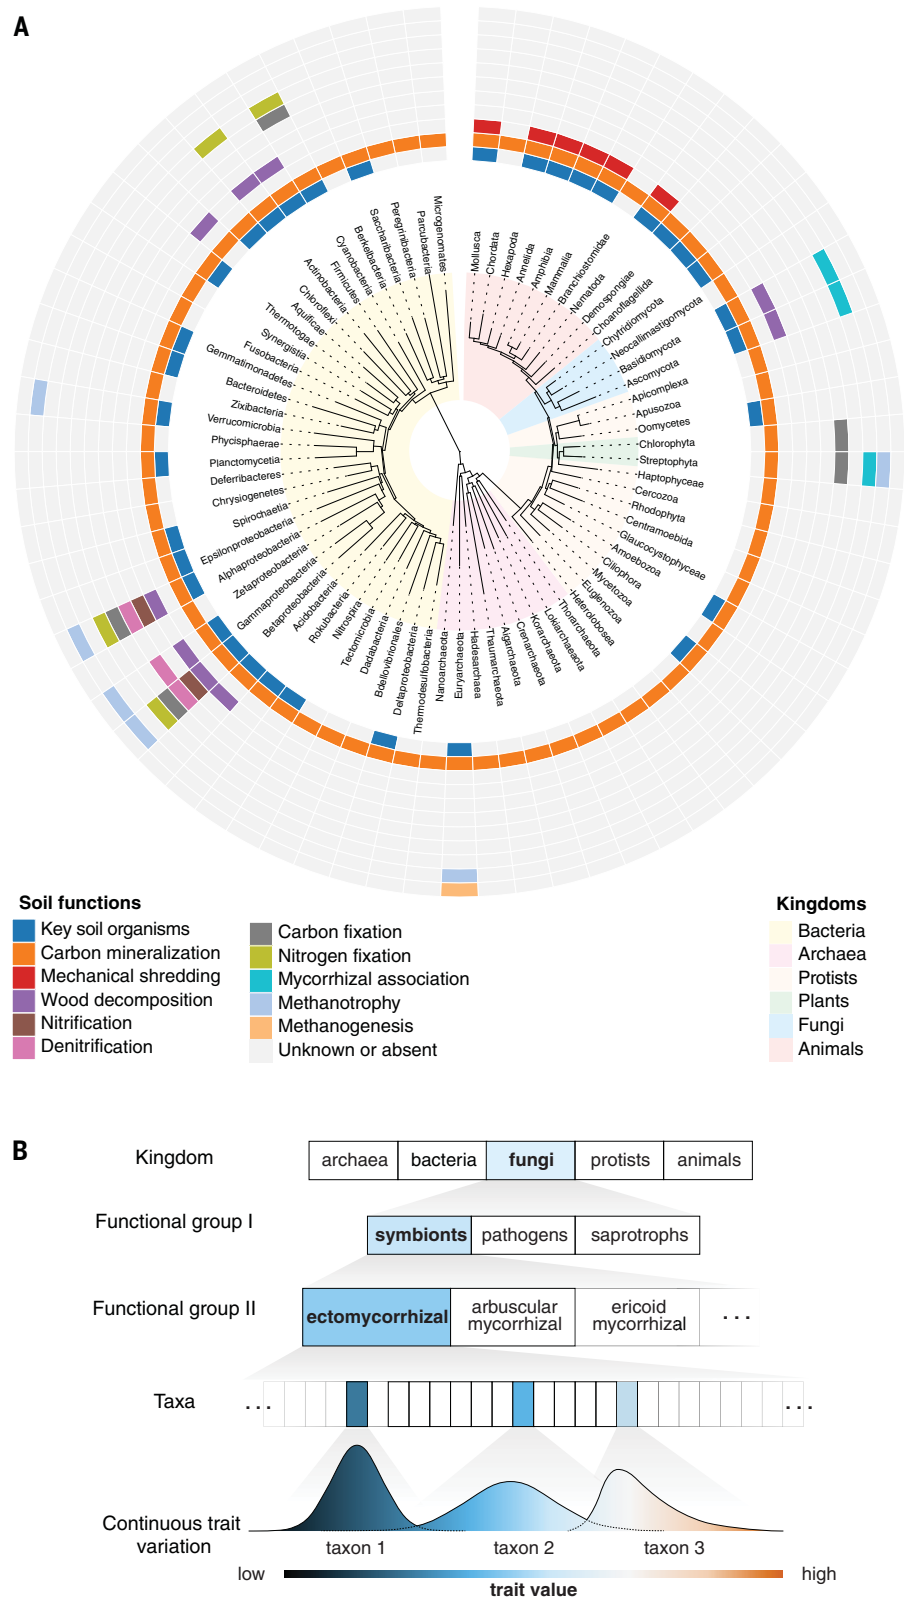 A
Microgenomates
Parcubacteria
Peregrinibacteria
Saccharibacteria
Berkelbacteria
Cyanobacteria
Firmicutes
Actinobacteria
Chloroflexi
Aquificae
Thermotogae
Synergistia
Fusobacteria
Gemmatimonadetes
Bacteroidetes
Zixibacteria
Verrucomicrobia
Phycisphaerae
Planctomycetia
Deferribacteres
Chrysiogenetes
Spirochaetia
Epsilonproteobacteria
Alphaproteobacteria
Zetaproteobacteria
Gammaproteobacteria
Betaproteobacteria
Acidobacteria
Rokubacteria
Nitrospira
Tectomicrobia
Dadabacteria
Bdellovibrionales
Deltaproteobacteria
Thermodesulfobacteria
Nanoarchaeota
Euryarchaeota
Hadesarchaea
Thaumarchaeota
Aigarchaeota
Crenarchaeota
Korarchaeota
Lokiarchaeaota
Thorarchaeota
Heterolobosea
Euglenozoa
Mycetozoa
Ciliophora
Amoebozoa
Glaucocystophyceae
Centramoebida
Rhodophyta
Cercozoa
Haptophyceae
Streptophyta
Chlorophyta
Oomycetes
Apusozoa
Apicomplexa
Ascomycota
Basidiomycota
Neocallimastigomycota
Chytridiomycota
Choanoflagellida
Demospongiae
Nematoda
Branchiostomidae
Mammalia
Amphibia
Annelida
Hexapoda
Chordata
Mollusca
Soil functions
Key soil organisms
Carbon mineralization
Mechanical shredding
Wood decomposition
Nitrification
Denitrification
Carbon fixation
Nitrogen fixation
Mycorrhizal association
Methanotrophy
Methanogenesis
Unknown or absent
Kingdoms
Bacteria
Archaea
Protists
Plants
Fungi
Animals
B
Kingdom
archaea
bacteria
fungi
protists
animals
Functional group I
symbionts
pathogens
saprotrophs
Functional group II
ectomycorrhizal
arbuscular
mycorrhizal
ericoid
mycorrhizal
...
Taxa
...
...
Continuous trait
variation
taxon 1
taxon 2
taxon 3
low
high
trait value